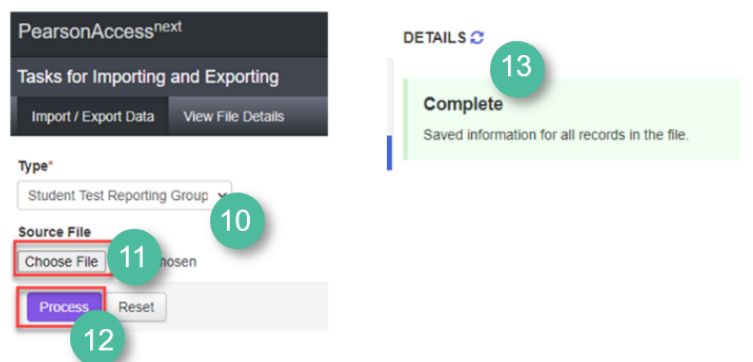 PearsonAccessnext
Tasks for Importing and Exporting
Import / Export Data View File Details
Type*
Student Test Reporting Group
10
Source File
Choose File 11
Process Reset
12
DETAILS
13
Complete
Saved information for all records in the file.